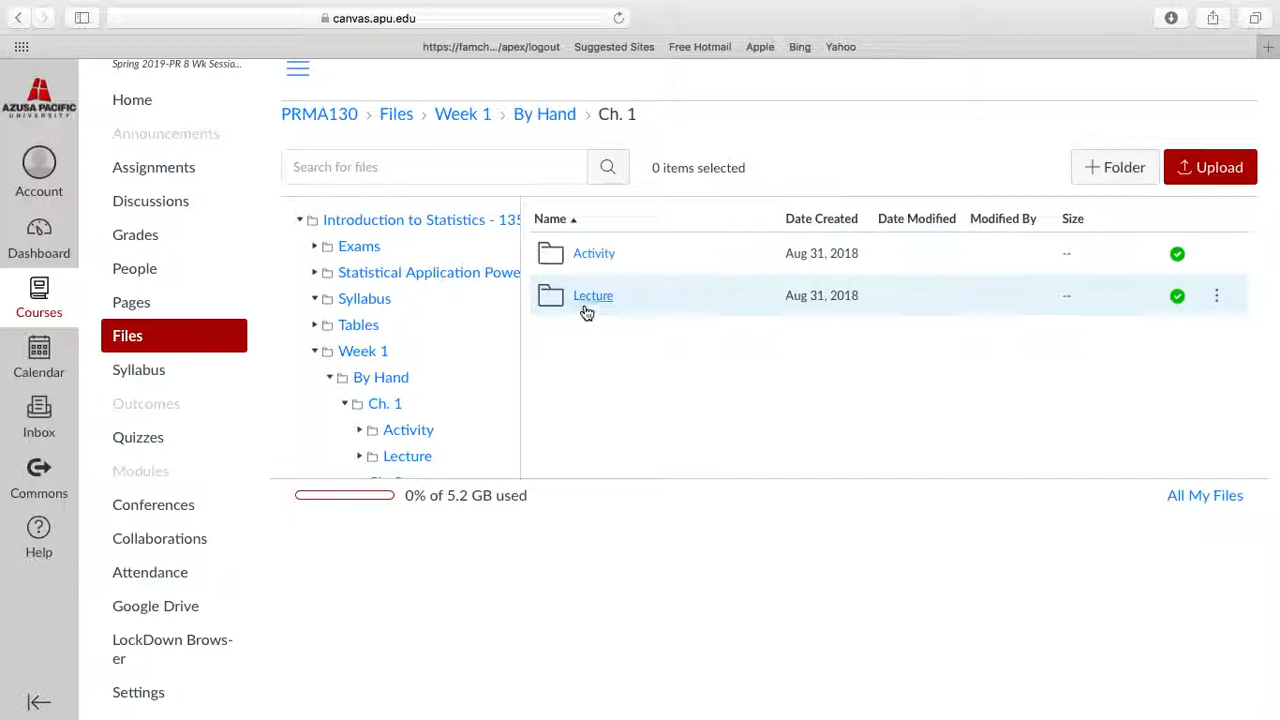 canvas.apu.edu
https://famch.../apex/logout Suggested Sites Free Hotmail Apple Bing Yahoo
AZUSA PACIFIC
UNIVERSITY
Account
Dashboard
Courses
Calendar
Inbox
Commons
Help
Spring 2019-PR 8 Wk Sessio...
Home
Announcements
Assignments
Discussions
Grades
People
Pages
Files
Syllabus
Outcomes
Quizzes
Modules
Conferences
Collaborations
Attendance
Google Drive
LockDown Brows-
er
Settings
PRMA130 › Files › Week 1 › By Hand › Ch. 1
Search for files
0 items selected
+ Folder
Upload
Introduction to Statistics - 135
Exams
Statistical Application Powe
Syllabus
Tables
Week 1
By Hand
Ch. 1
Activity
Lecture
Name Date Created Date Modified Modified By Size
Activity Aug 31, 2018 --
Lecture Aug 31, 2018 --
0% of 5.2 GB used
All My Files